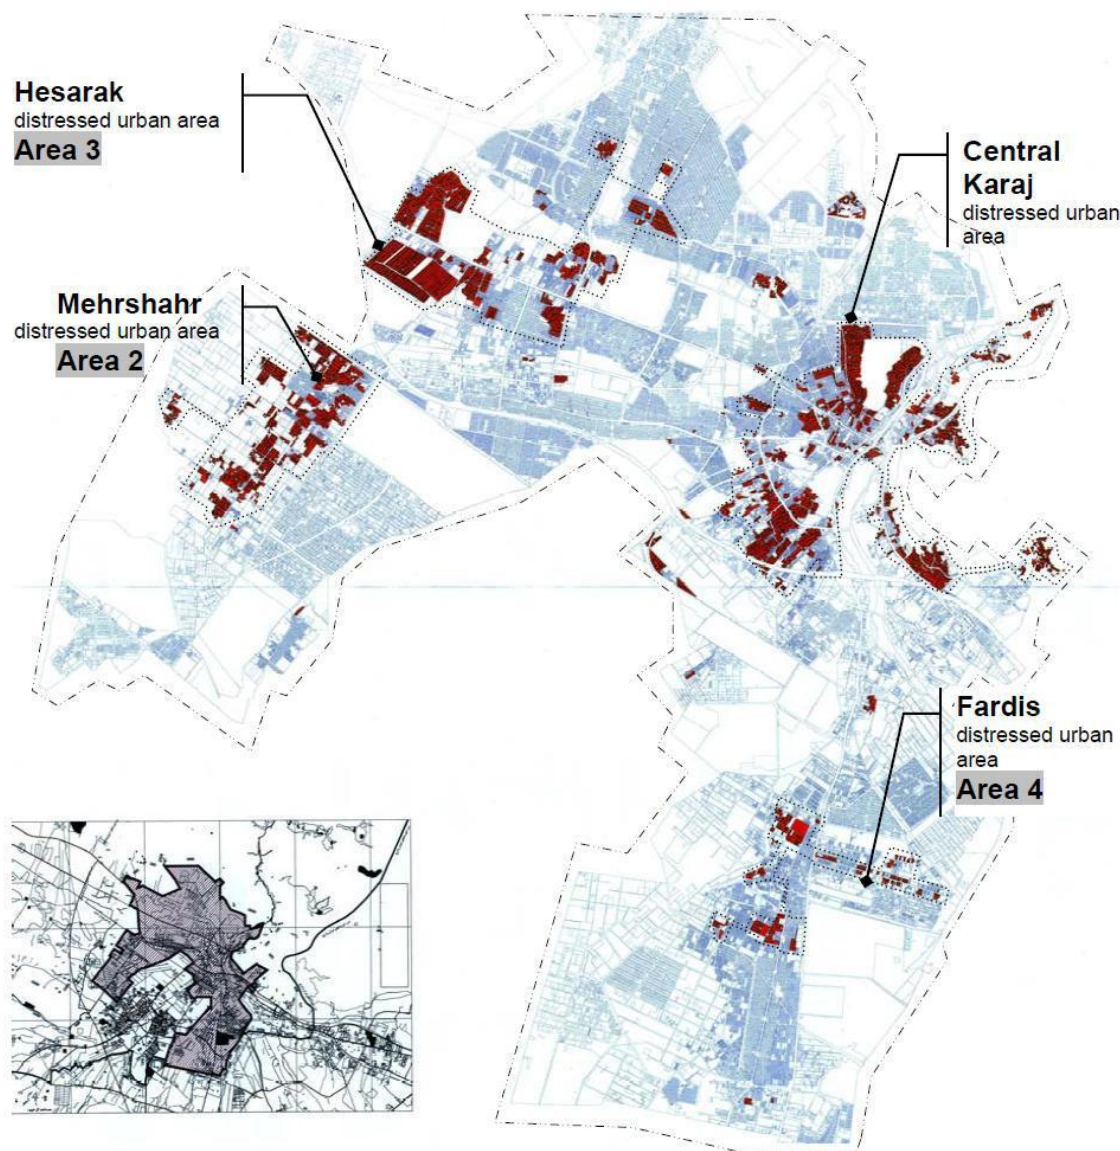 Hesarak
distressed urban area
Area 3
Central
Karaj
distressed urban
area
Mehrshahr
distressed urban area
Area 2
Fardis
distressed urban
area
Area 4